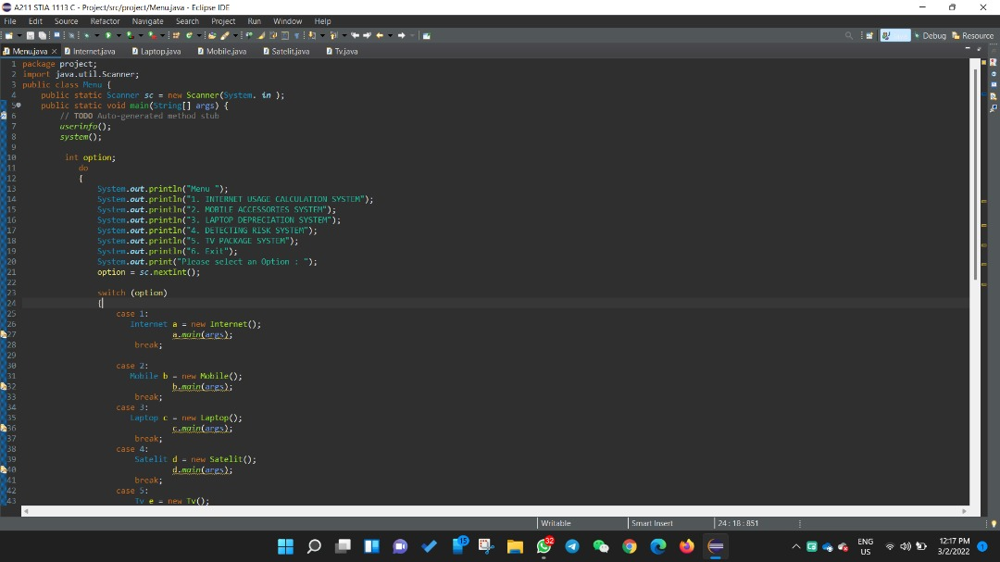 A211 STIA 1113 C - Project/src/project/Menu.java - Eclipse IDE
File Edit Source Refactor Navigate Search Project Run Window Help
Debug Resource
Menu.java Internet.java Laptop.java Mobile.java Satelit.java Tv.java
1 package project;
2 import java.util.Scanner;
3 public class Menu {
4 public static Scanner sc = new Scanner(System. in );
5 public static void main(String[] args) {
6 // TODO Auto-generated method stub
7 userinfo();
8 system();
9
10 int option;
11 do
12 {
13 System.out.println("Menu ");
14 System.out.println("1. INTERNET USAGE CALCULATION SYSTEM");
15 System.out.println("2. MOBILE ACCESSORIES SYSTEM");
16 System.out.println("3. LAPTOP DEPRECIATION SYSTEM");
17 System.out.println("4. DETECTING RISK SYSTEM");
18 System.out.println("5. TV PACKAGE SYSTEM");
19 System.out.println("6. Exit");
20 System.out.print("Please select an Option : ");
21 option = sc.nextInt();
22
23 switch (option)
24 {
25 case 1:
26 Internet a = new Internet();
27 a.main(args);
28 break;
29
30 case 2:
31 Mobile b = new Mobile();
32 b.main(args);
33 break;
34 case 3:
35 Laptop c = new Laptop();
36 c.main(args);
37 break;
38 case 4:
39 Satelit d = new Satelit();
40 d.main(args);
41 break;
42 case 5:
43 Tv e = new Tv();
Writable Smart Insert 24 : 18 : 851
15 32 ENG US 12:17 PM 3/2/2022 1